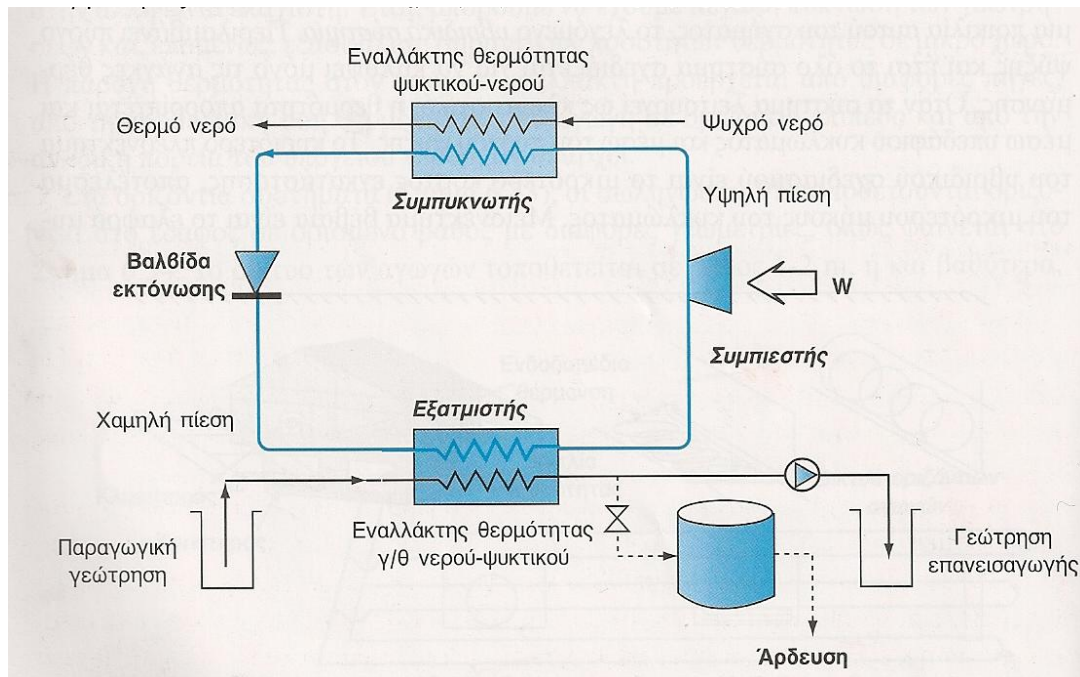 Εναλλάκτης θερμότητας
ψυκτικού-νερού
Θερμό νερό
Ψυχρό νερό
Συμπυκνωτής
Υψηλή πίεση
Βαλβίδα
εκτόνωσης
W
Συμπιεστής
Χαμηλή πίεση
Εξατμιστής
Εναλλάκτης θερμότητας
γ/θ νερού-ψυκτικού
Παραγωγική
γεώτρηση
Γεώτρηση
επανεισαγωγής
Άρδευση